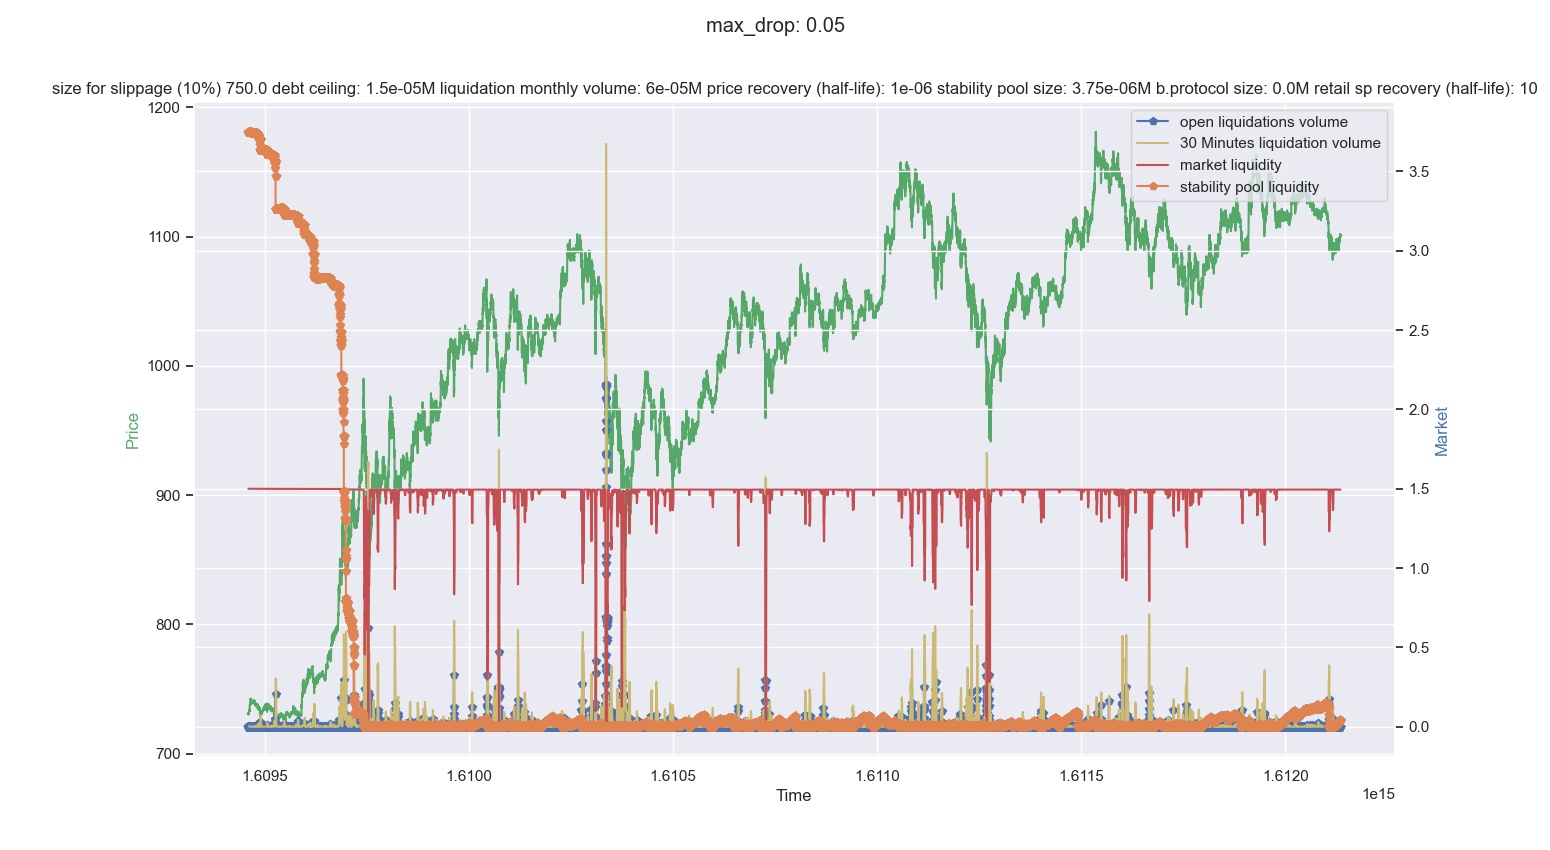 max_drop: 0.05
size for slippage (10%) 750.0 debt ceiling: 1.5e-05M liquidation monthly volume: 6e-05M price recovery (half-life): 1e-06 stability pool size: 3.75e-06M b.protocol size: 0.0M retail sp recovery (half-life): 10
open liquidations volume
30 Minutes liquidation volume
market liquidity
stability pool liquidity
1200
1100
1000
900
800
700
Price
3.5
3.0
2.5
2.0
1.5
1.0
0.5
0.0
Market
1.6095 1.6100 1.6105 1.6110 1.6115 1.6120
Time
1e15